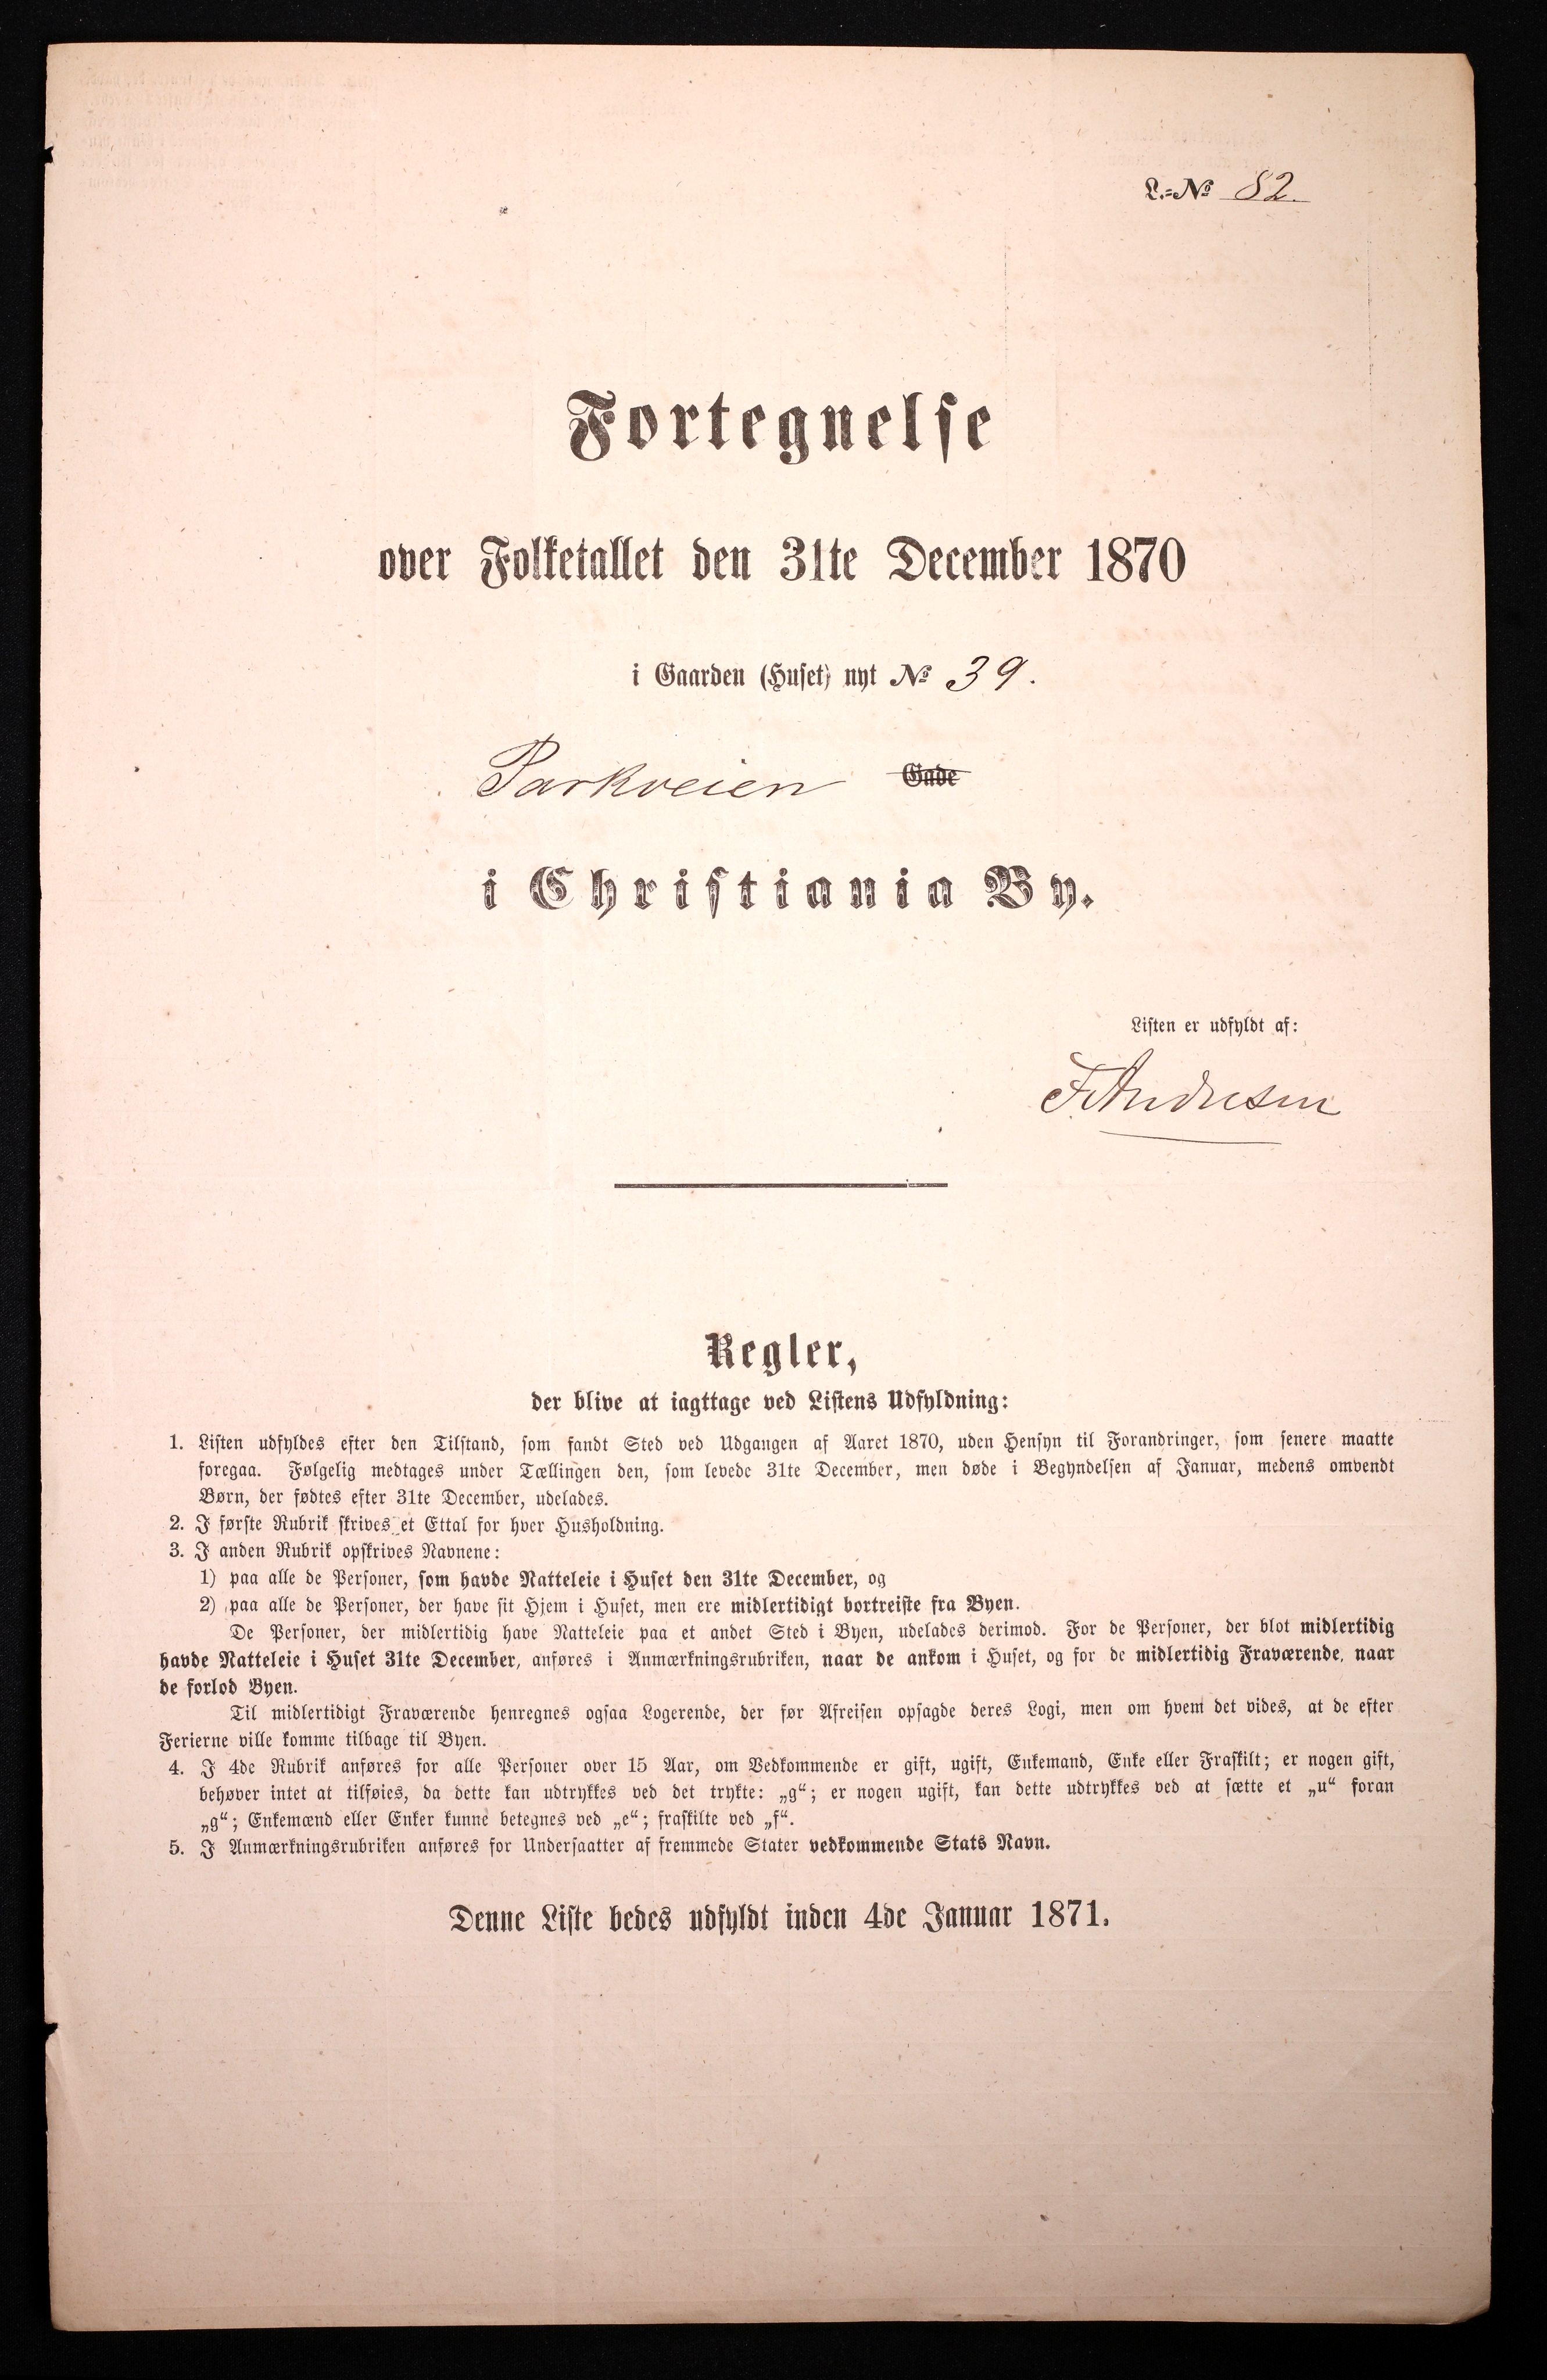 L.=№ 82.
Fortegnelse
over Folketallet den 31te December 1870
i Gaarden (Huset) nyt № 39.
Parkveien Gade
i Christiania By.
Listen er udfyldt af:
F. Andresen
Regler,
der blive at iagttage ved Listens Udfyldning:
1. Listen udfyldes efter den Tilstand, som fandt Sted ved Udgangen af Aaret 1870, uden Hensyn til Forandringer, som senere maatte
foregaa. Følgelig medtages under Tællingen den, som levede 31te December, men døde i Begyndelsen af Januar, medens omvendt
Børn, der fødtes efter 31te December, udelades.
2. I første Rubrik skrives et Ettal for hver Husholdning.
3. I anden Rubrik opskrives Navnene:
1) paa alle de Personer, som havde Natteleie i Huset den 31te December, og
2) paa alle de Personer, der have sit Hjem i Huset, men ere midlertidigt bortreiste fra Byen.
De Personer, der midlertidig have Natteleie paa et andet Sted i Byen, udelades derimod. For de Personer, der blot midlertidig
havde Natteleie i Huset 31te December, anføres i Anmærkningsrubriken, naar de ankom i Huset, og for de midlertidig Fraværende, naar
de forlod Byen.
Til midlertidigt Fraværende henregnes ogsaa Logerende, der før Afreisen opsagde deres Logi, men om hvem det vides, at de efter
Ferierne ville komme tilbage til Byen.
4. I 4de Rubrik anføres for alle Personer over 15 Aar, om Vedkommende er gift, ugift, Enkemand, Enke eller Fraskilt; er nogen gift,
behøver intet at tilføies, da dette kan udtrykkes ved det trykte: „g“; er nogen ugift, kan dette udtrykkes ved at sætte et „u“ foran
„g“; Enkemænd eller Enker kunne betegnes ved „e“; fraskilte ved „f“.
5. I Anmærkningsrubriken anføres for Undersaatter af fremmede Stater vedkommende Stats Navn.
Denne Liste bedes udfyldt inden 4de Januar 1871.